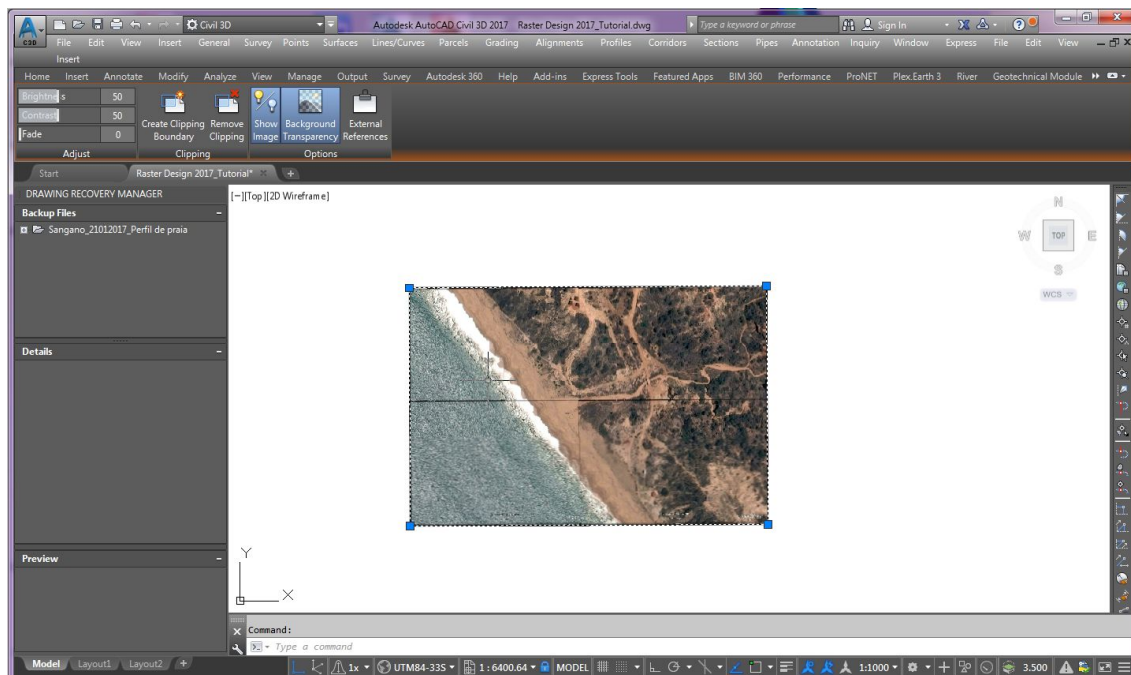 Civil 3D Autodesk AutoCAD Civil 3D 2017 Raster Design 2017_Tutorial.dwg Type a keyword or phrase Sign In
C3D File Edit View Insert General Survey Points Surfaces Lines/Curves Parcels Grading Alignments Profiles Corridors Sections Pipes Annotation Inquiry Window Express File Edit View
Insert
Home Insert Annotate Modify Analyze View Manage Output Survey Autodesk 360 Help Add-ins Express Tools Featured Apps BIM 360 Performance ProNET Plex.Earth 3 River Geotechnical Module
Brightness 50
Contrast 50
Fade 0
Create Clipping Boundary
Remove Clipping
Show Image
Background Transparency
External References
Adjust Clipping Options
Start Raster Design 2017_Tutorial*
DRAWING RECOVERY MANAGER
[-][Top][2D Wireframe]
Backup Files
Sangano_21012017_Perfil de praia
N
W TOP E
S
WCS
Details
Preview
Y
X
Command:
Type a command
Model Layout1 Layout2 + 1x UTM84-33S 1 : 6400.64 MODEL 1:1000 3.500